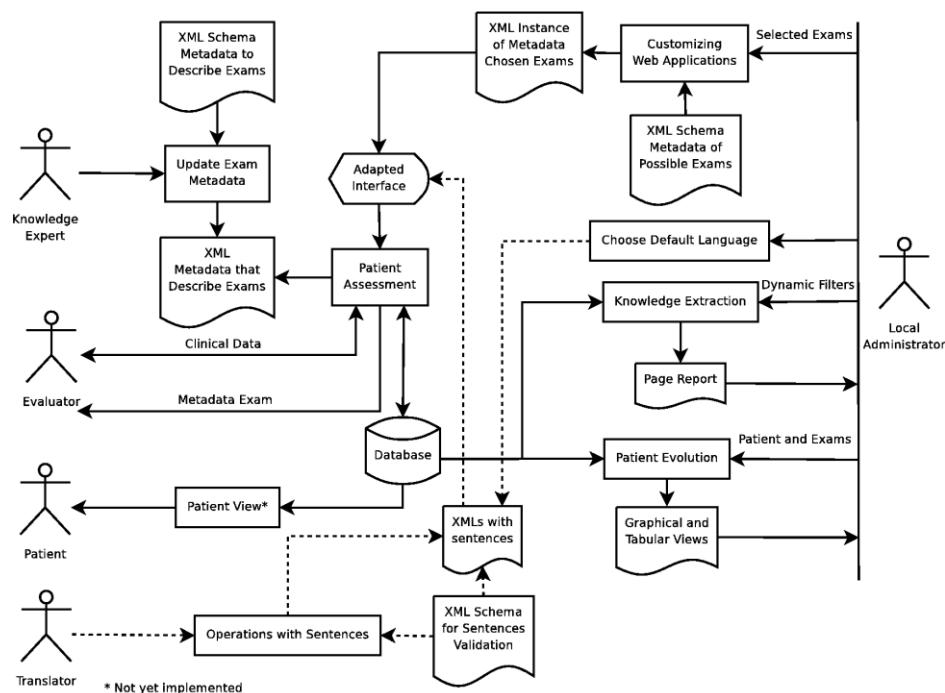 XML Schema
Metadata to
Describe Exams
XML Instance
of Metadata
Chosen Exams
Customizing
Web Applications
Selected Exams
XML Schema
Metadata of
Possible Exams
Update Exam
Metadata
Adapted
Interface
Knowledge
Expert
XML
Metadata that
Describe Exams
Patient
Assessment
Choose Default Language
Knowledge Extraction
Dynamic Filters
Local
Administrator
Clinical Data
Evaluator
Metadata Exam
Page Report
Database
Patient Evolution
Patient and Exams
Patient View*
Patient
XMLs with
sentences
Graphical and
Tabular Views
Operations with Sentences
XML Schema
for Sentences
Validation
Translator
* Not yet implemented